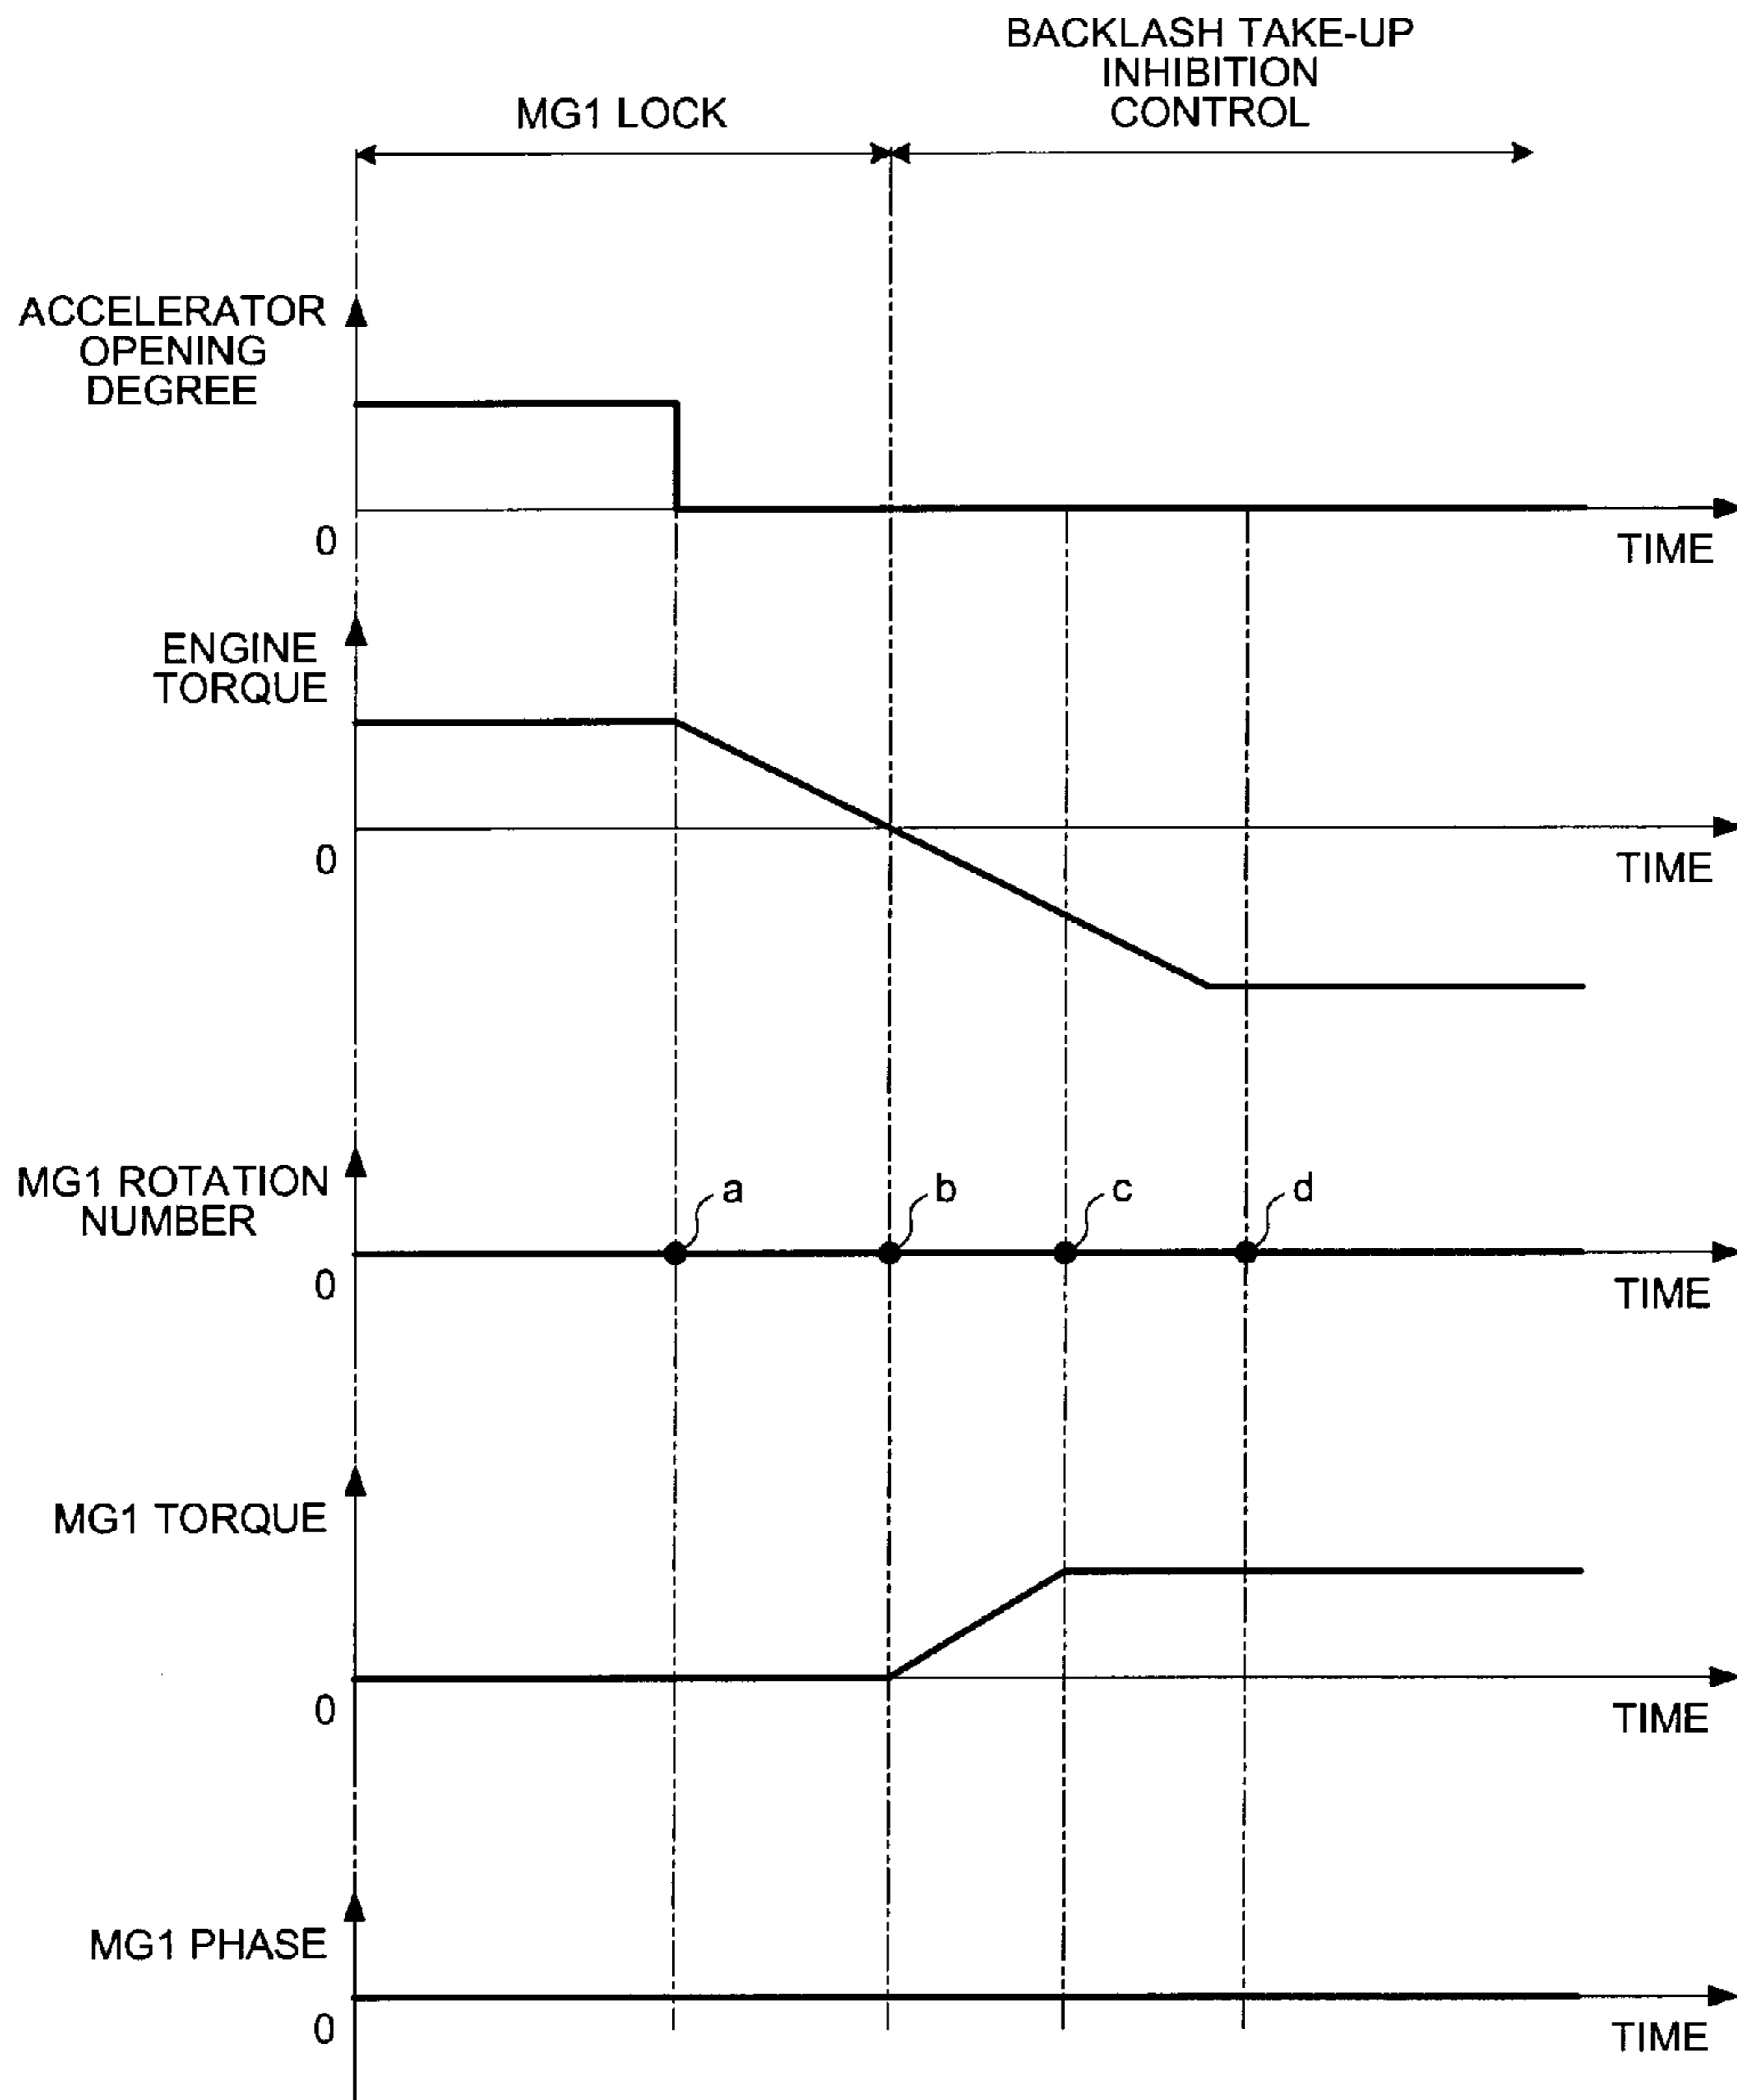 BACKLASH TAKE-UP
INHIBITION
CONTROL
MG1 LOCK
ACCELERATOR
OPENING
DEGREE
0
TIME
ENGINE
TORQUE
0
TIME
MG1 ROTATION
NUMBER
a
b
c
d
0
TIME
MG1 TORQUE
0
TIME
MG1 PHASE
0
TIME